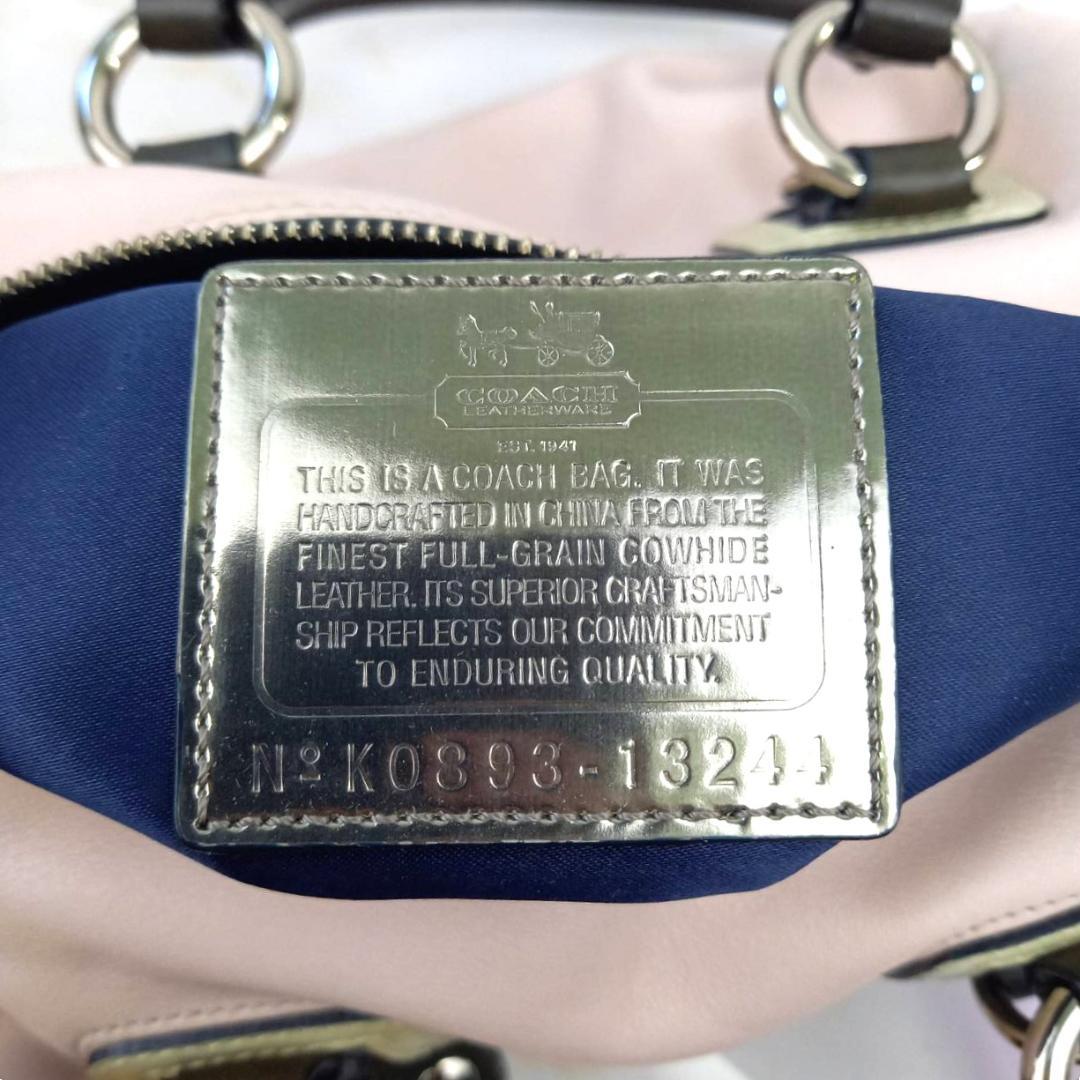 COACH
LEATHERWARE
EST. 1941
THIS IS A COACH BAG. IT WAS
HANDCRAFTED IN CHINA FROM THE
FINEST FULL-GRAIN COWHIDE
LEATHER. ITS SUPERIOR CRAFTSMAN-
SHIP REFLECTS OUR COMMITMENT
TO ENDURING QUALITY.
Nº K0893-13244